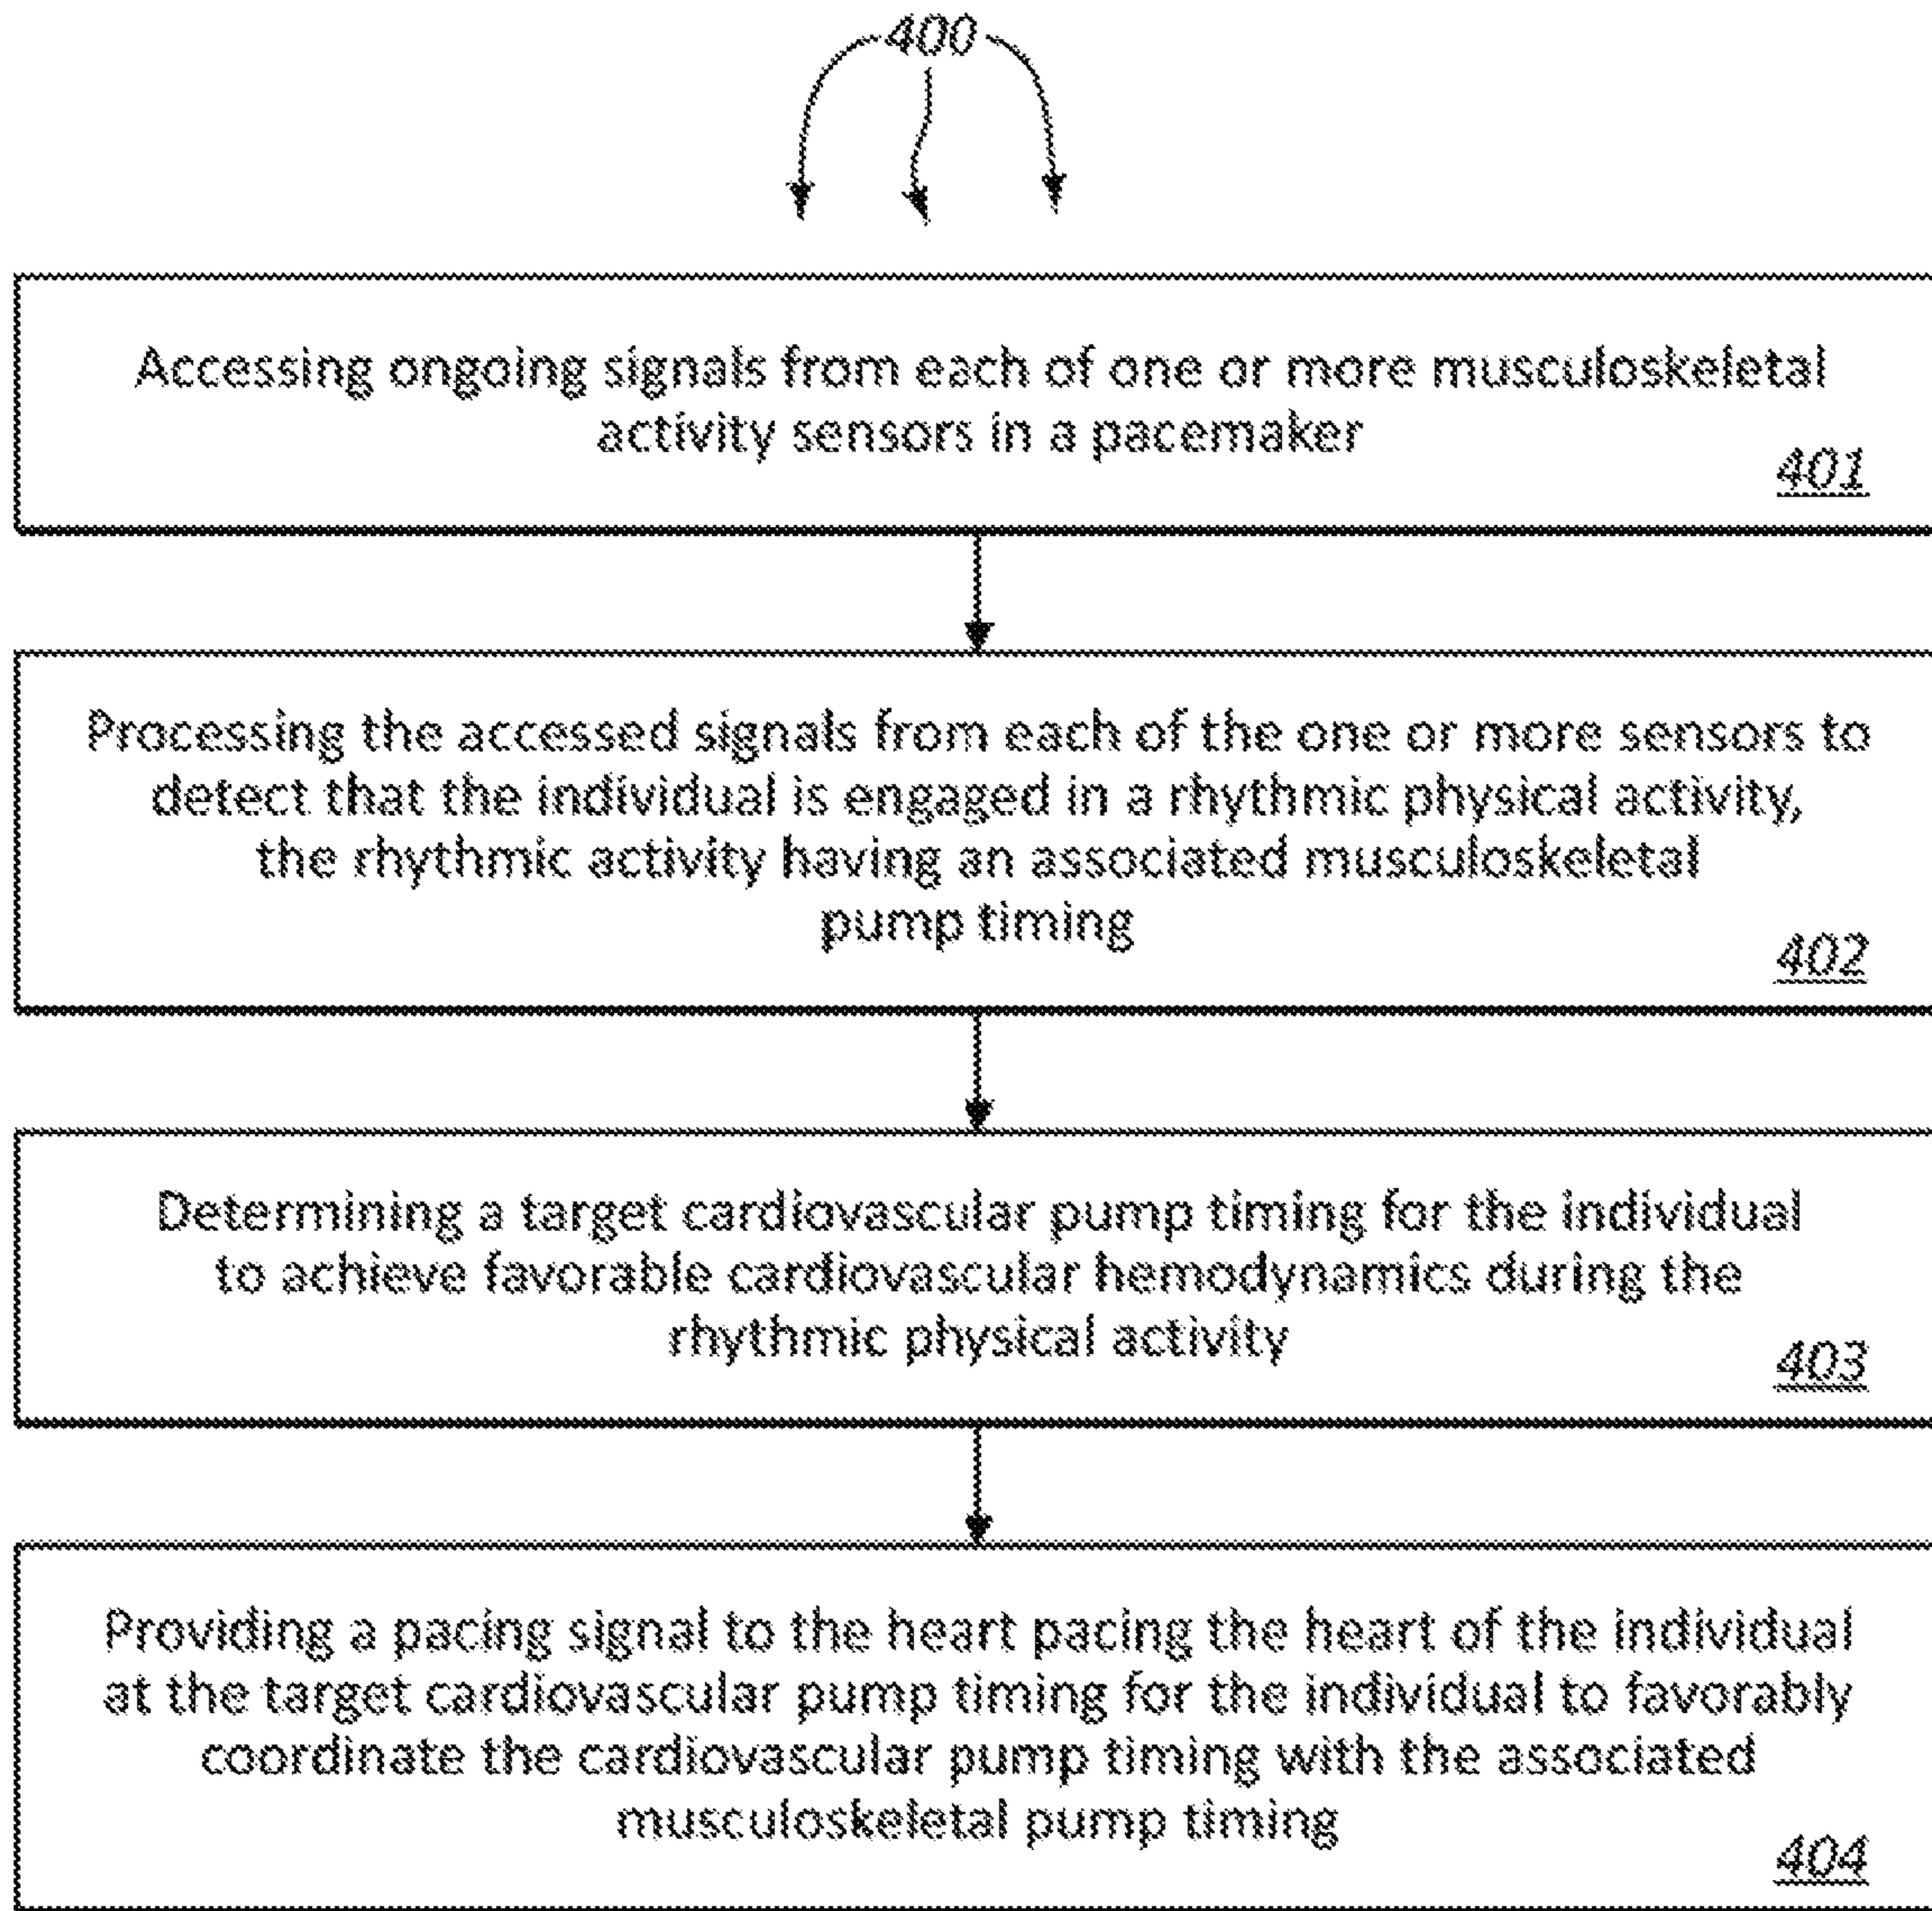 400
Accessing ongoing signals from each of one or more musculoskeletal
activity sensors in a pacemaker
401
Processing the accessed signals from each of the one or more sensors to
detect that the individual is engaged in a rhythmic physical activity,
the rhythmic activity having an associated musculoskeletal
pump timing
402
Determining a target cardiovascular pump timing for the individual
to achieve favorable cardiovascular hemodynamics during the
rhythmic physical activity
403
Providing a pacing signal to the heart pacing the heart of the individual
at the target cardiovascular pump timing for the individual to favorably
coordinate the cardiovascular pump timing with the associated
musculoskeletal pump timing
404